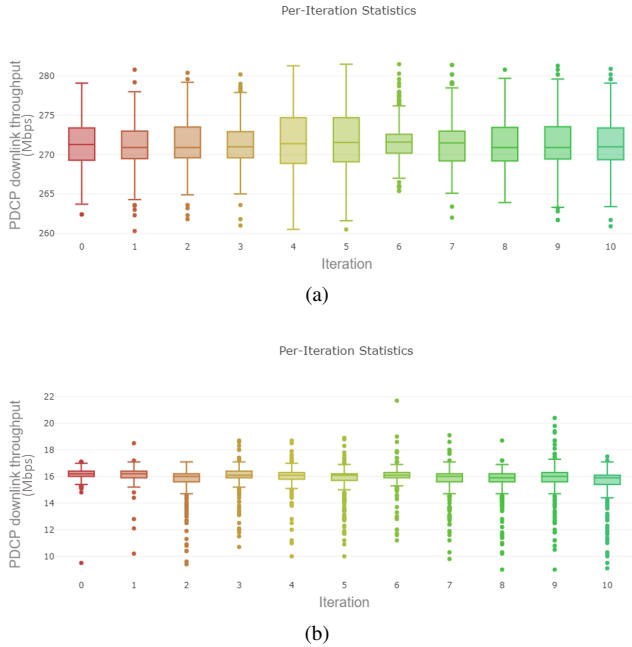 Per-Iteration Statistics
PDCP downlink throughput
(Mbps)
280
275
270
265
260
0 1 2 3 4 5 6 7 8 9 10
Iteration
(a)
Per-Iteration Statistics
PDCP downlink throughput
(Mbps)
22
20
18
16
14
12
10
0 1 2 3 4 5 6 7 8 9 10
Iteration
(b)